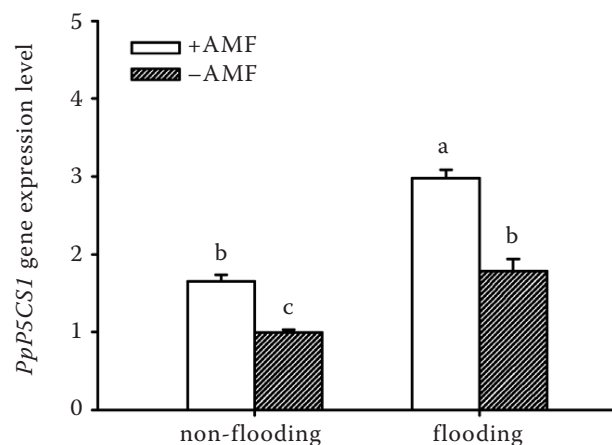 5
+AMF
–AMF
4
a
3
b
b
2
c
1
0
non-flooding
flooding
PpP5CS1 gene expression level